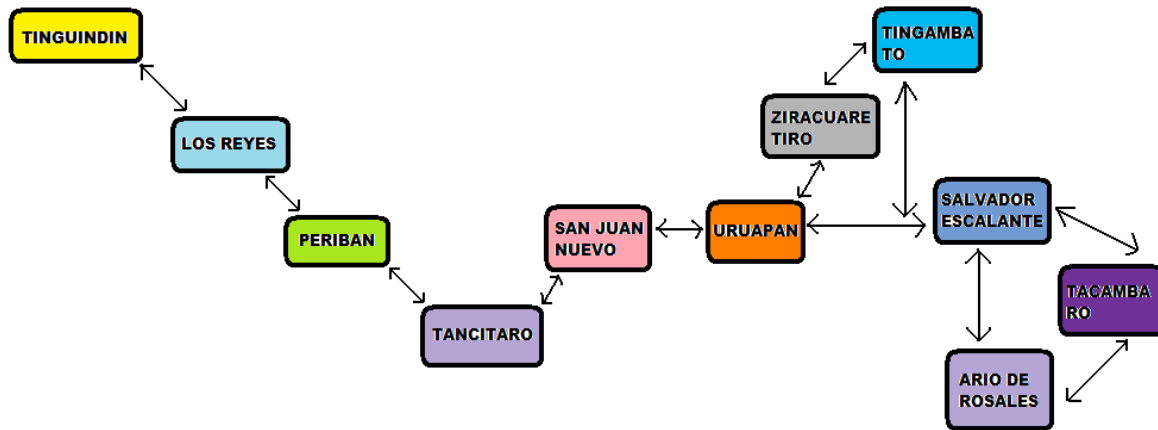 TINGUINDIN
LOS REYES
PERIBAN
TANCITARO
SAN JUAN
NUEVO
URUAPAN
ZIRACUARE
TIRO
TINGAMBA
TO
SALVADOR
ESCALANTE
TACAMBA
RO
ARIO DE
ROSALES